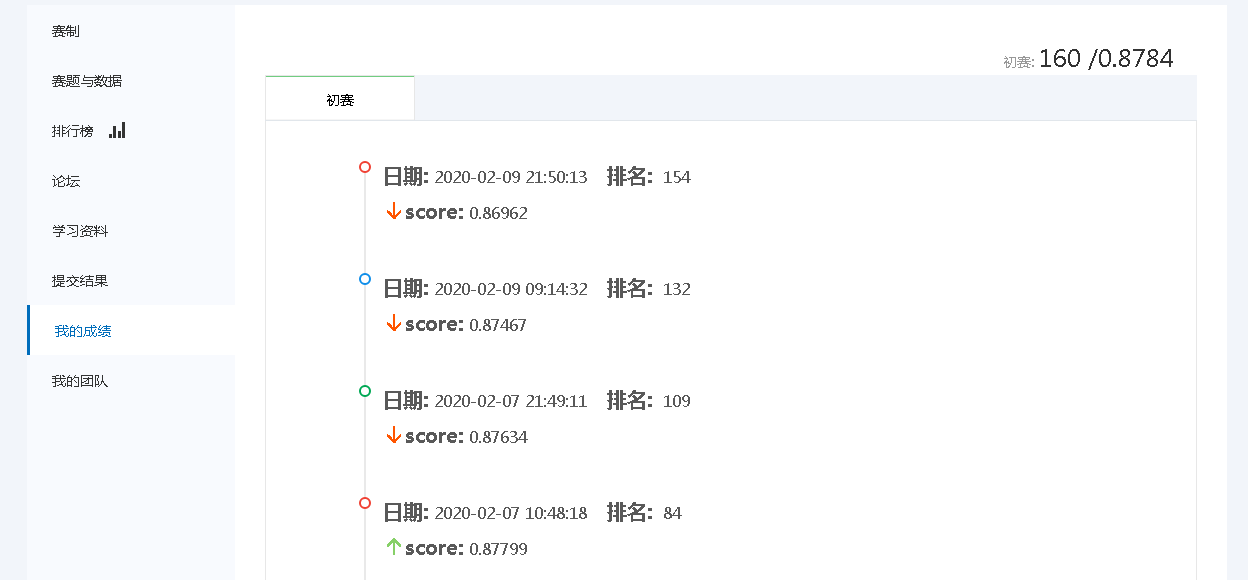 赛制
赛题与数据
排行榜
论坛
学习资料
提交结果
我的成绩
我的团队
初赛: 160 /0.8784
初赛
日期: 2020-02-09 21:50:13 排名: 154
score: 0.86962
日期: 2020-02-09 09:14:32 排名: 132
score: 0.87467
日期: 2020-02-07 21:49:11 排名: 109
score: 0.87634
日期: 2020-02-07 10:48:18 排名: 84
score: 0.87799